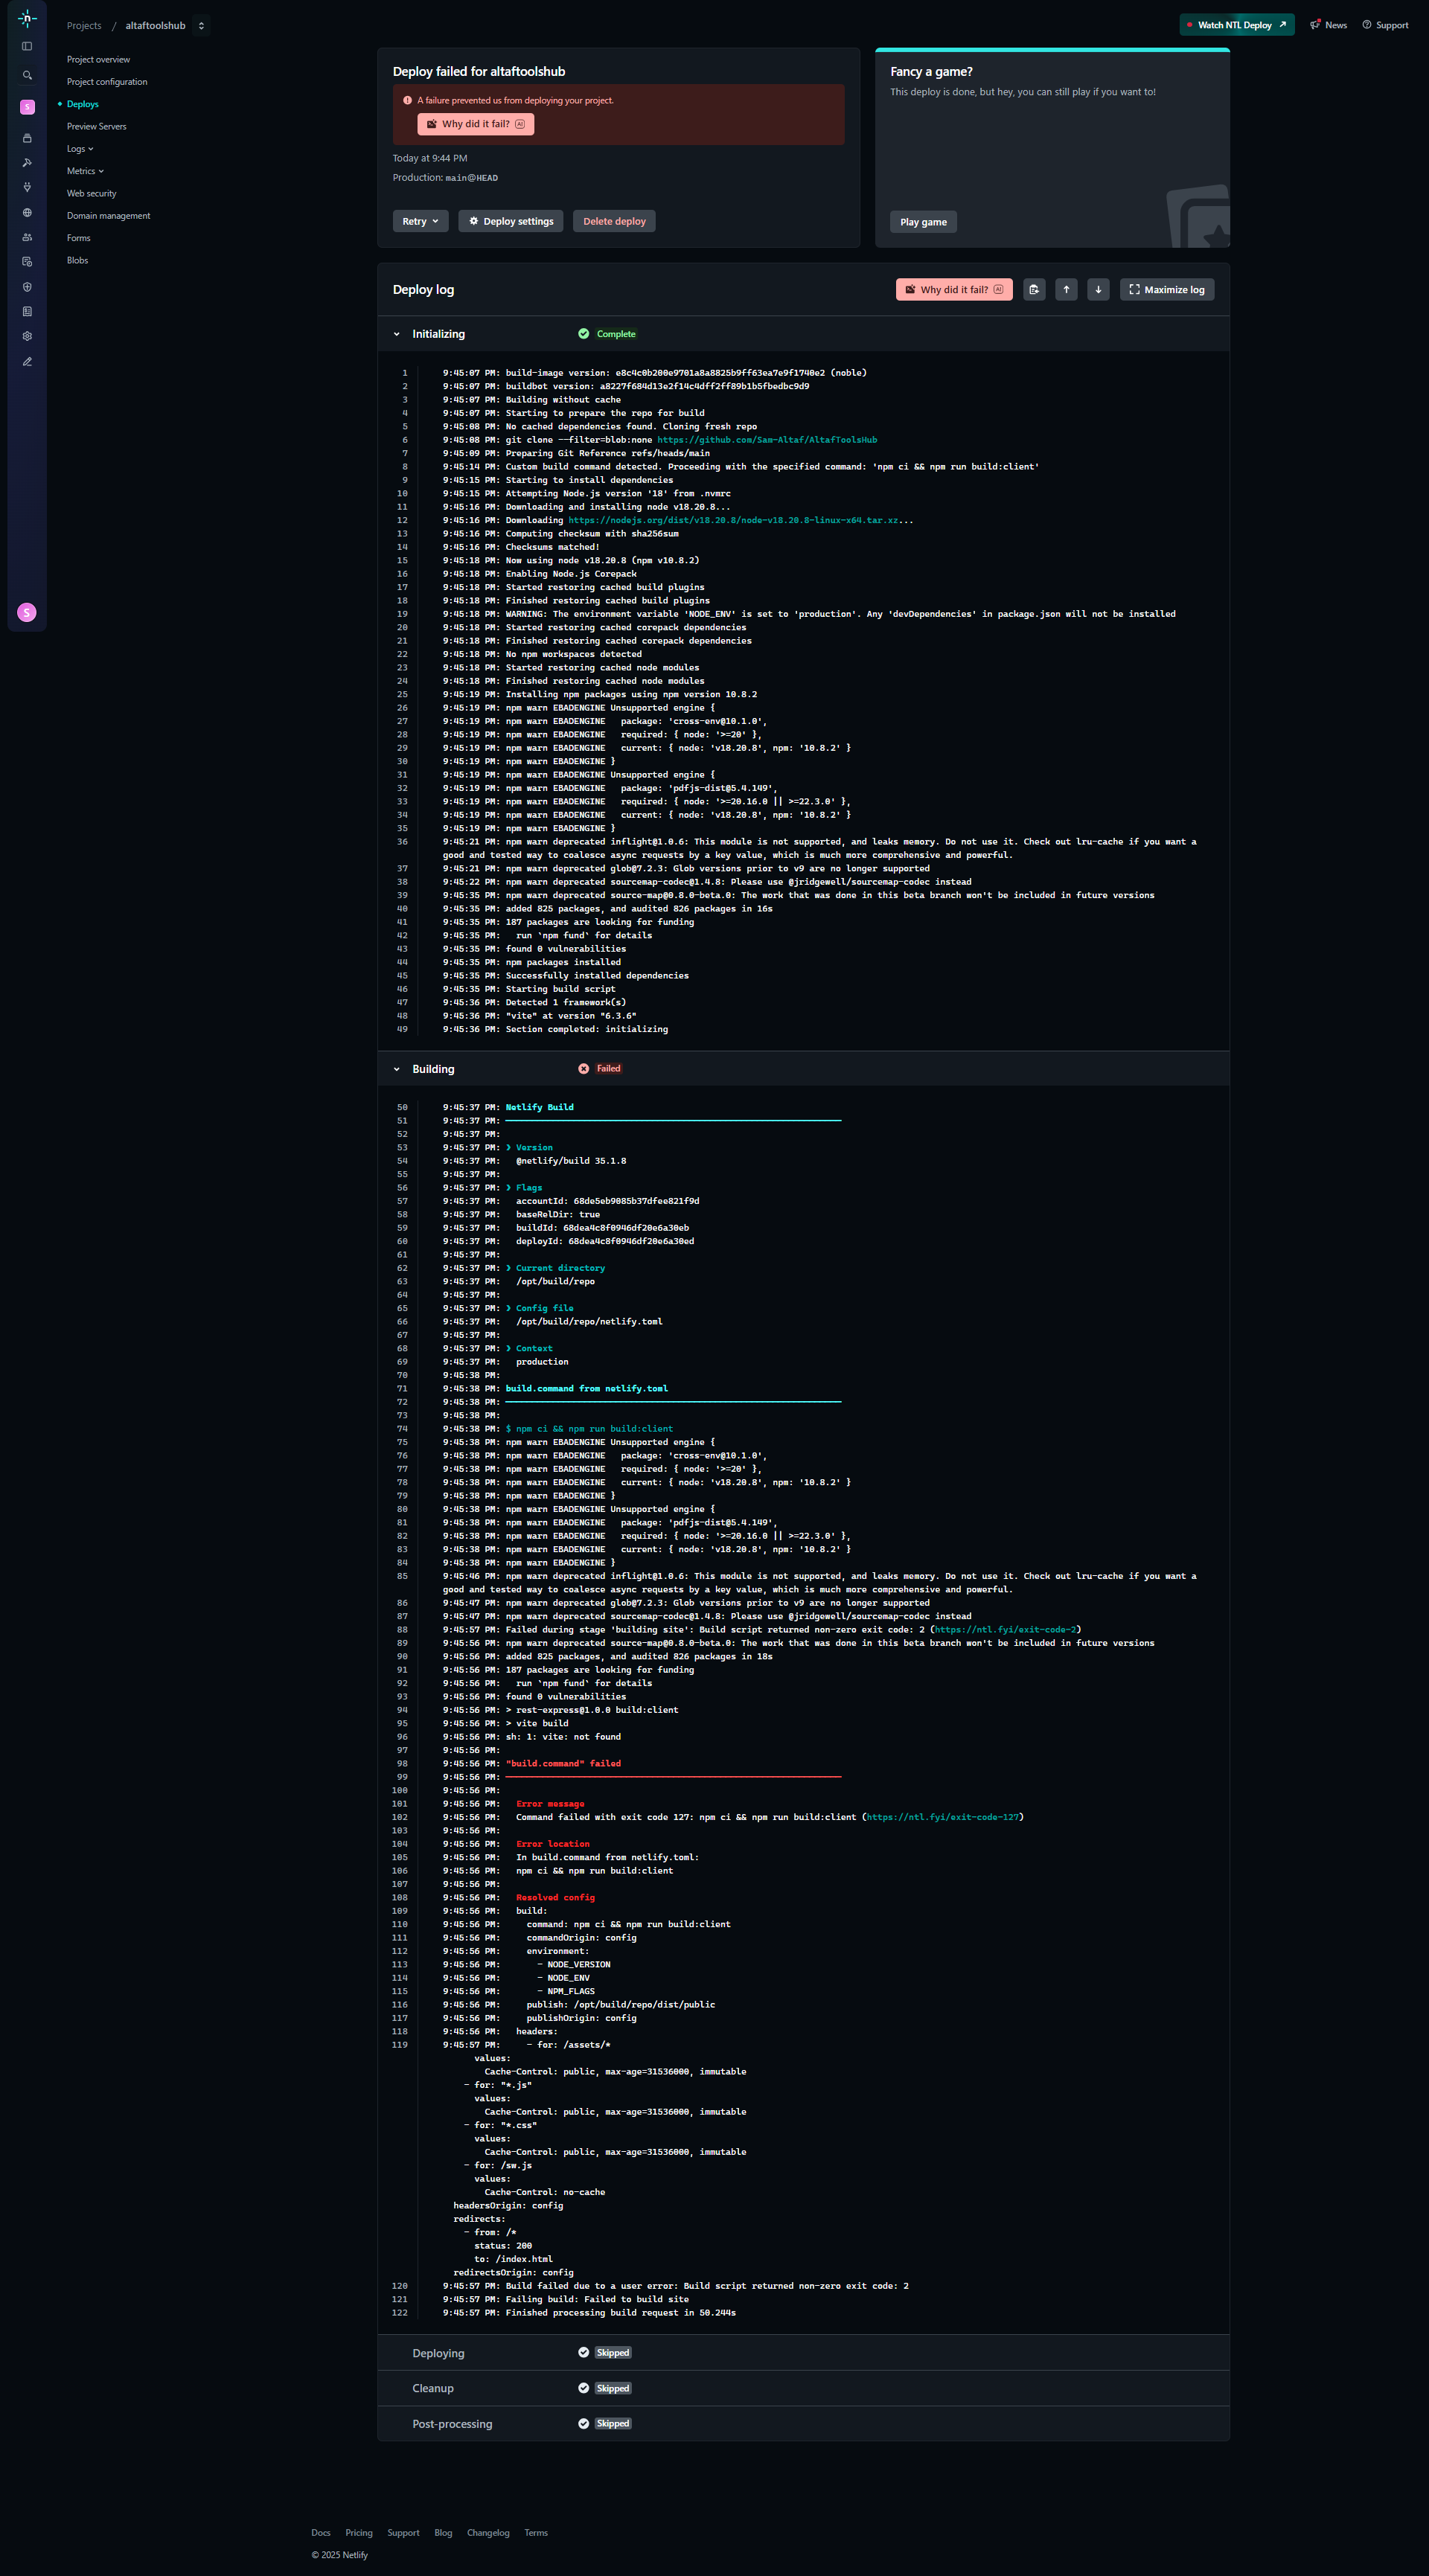 Projects / altaftoolshub
Watch NTL Deploy
News
Support
Project overview
Project configuration
Deploys
Preview Servers
Logs
Metrics
Web security
Domain management
Forms
Blobs
S
S
Deploy failed for altaftoolshub
A failure prevented us from deploying your project.
Why did it fail? AI
Today at 9:44 PM
Production: main@HEAD
Retry
Deploy settings
Delete deploy
Fancy a game?
This deploy is done, but hey, you can still play if you want to!
Play game
Deploy log
Why did it fail? AI
Maximize log
Initializing
Complete
1 9:45:07 PM: build-image version: e8c4c0b200e9701a8a8825b9ff63ea7e9f1740e2 (noble)
2 9:45:07 PM: buildbot version: a8227f684d13e2f14c4dff2ff89b1b5fbedbc9d9
3 9:45:07 PM: Building without cache
4 9:45:07 PM: Starting to prepare the repo for build
5 9:45:08 PM: No cached dependencies found. Cloning fresh repo
6 9:45:08 PM: git clone --filter=blob:none https://github.com/Sam-Altaf/AltafToolsHub
7 9:45:09 PM: Preparing Git Reference refs/heads/main
8 9:45:14 PM: Custom build command detected. Proceeding with the specified command: 'npm ci && npm run build:client'
9 9:45:15 PM: Starting to install dependencies
10 9:45:15 PM: Attempting Node.js version '18' from .nvmrc
11 9:45:16 PM: Downloading and installing node v18.20.8...
12 9:45:16 PM: Downloading https://nodejs.org/dist/v18.20.8/node-v18.20.8-linux-x64.tar.xz...
13 9:45:16 PM: Computing checksum with sha256sum
14 9:45:16 PM: Checksums matched!
15 9:45:18 PM: Now using node v18.20.8 (npm v10.8.2)
16 9:45:18 PM: Enabling Node.js Corepack
17 9:45:18 PM: Started restoring cached build plugins
18 9:45:18 PM: Finished restoring cached build plugins
19 9:45:18 PM: WARNING: The environment variable 'NODE_ENV' is set to 'production'. Any 'devDependencies' in package.json will not be installed
20 9:45:18 PM: Started restoring cached corepack dependencies
21 9:45:18 PM: Finished restoring cached corepack dependencies
22 9:45:18 PM: No npm workspaces detected
23 9:45:18 PM: Started restoring cached node modules
24 9:45:18 PM: Finished restoring cached node modules
25 9:45:19 PM: Installing npm packages using npm version 10.8.2
26 9:45:19 PM: npm warn EBADENGINE Unsupported engine {
27 9:45:19 PM: npm warn EBADENGINE   package: 'cross-env@10.1.0',
28 9:45:19 PM: npm warn EBADENGINE   required: { node: '>=20' },
29 9:45:19 PM: npm warn EBADENGINE   current: { node: 'v18.20.8', npm: '10.8.2' }
30 9:45:19 PM: npm warn EBADENGINE }
31 9:45:19 PM: npm warn EBADENGINE Unsupported engine {
32 9:45:19 PM: npm warn EBADENGINE   package: 'pdfjs-dist@5.4.149',
33 9:45:19 PM: npm warn EBADENGINE   required: { node: '>=20.16.0 || >=22.3.0' },
34 9:45:19 PM: npm warn EBADENGINE   current: { node: 'v18.20.8', npm: '10.8.2' }
35 9:45:19 PM: npm warn EBADENGINE }
36 9:45:21 PM: npm warn deprecated inflight@1.0.6: This module is not supported, and leaks memory. Do not use it. Check out lru-cache if you want a
good and tested way to coalesce async requests by a key value, which is much more comprehensive and powerful.
37 9:45:21 PM: npm warn deprecated glob@7.2.3: Glob versions prior to v9 are no longer supported
38 9:45:22 PM: npm warn deprecated sourcemap-codec@1.4.8: Please use @jridgewell/sourcemap-codec instead
39 9:45:35 PM: npm warn deprecated source-map@0.8.0-beta.0: The work that was done in this beta branch won't be included in future versions
40 9:45:35 PM: added 825 packages, and audited 826 packages in 16s
41 9:45:35 PM: 187 packages are looking for funding
42 9:45:35 PM:   run `npm fund` for details
43 9:45:35 PM: found 0 vulnerabilities
44 9:45:35 PM: npm packages installed
45 9:45:35 PM: Successfully installed dependencies
46 9:45:35 PM: Starting build script
47 9:45:36 PM: Detected 1 framework(s)
48 9:45:36 PM: "vite" at version "6.3.6"
49 9:45:36 PM: Section completed: initializing
Building
Failed
50 9:45:37 PM: Netlify Build
51 9:45:37 PM: ────────────────────────────────────────────────────────────────
52 9:45:37 PM:
53 9:45:37 PM: ❯ Version
54 9:45:37 PM:   @netlify/build 35.1.8
55 9:45:37 PM:
56 9:45:37 PM: ❯ Flags
57 9:45:37 PM:   accountId: 68de5eb9085b37dfee821f9d
58 9:45:37 PM:   baseRelDir: true
59 9:45:37 PM:   buildId: 68dea4c8f0946df20e6a30eb
60 9:45:37 PM:   deployId: 68dea4c8f0946df20e6a30ed
61 9:45:37 PM:
62 9:45:37 PM: ❯ Current directory
63 9:45:37 PM:   /opt/build/repo
64 9:45:37 PM:
65 9:45:37 PM: ❯ Config file
66 9:45:37 PM:   /opt/build/repo/netlify.toml
67 9:45:37 PM:
68 9:45:37 PM: ❯ Context
69 9:45:37 PM:   production
70 9:45:38 PM:
71 9:45:38 PM: build.command from netlify.toml
72 9:45:38 PM: ────────────────────────────────────────────────────────────────
73 9:45:38 PM:
74 9:45:38 PM: $ npm ci && npm run build:client
75 9:45:38 PM: npm warn EBADENGINE Unsupported engine {
76 9:45:38 PM: npm warn EBADENGINE   package: 'cross-env@10.1.0',
77 9:45:38 PM: npm warn EBADENGINE   required: { node: '>=20' },
78 9:45:38 PM: npm warn EBADENGINE   current: { node: 'v18.20.8', npm: '10.8.2' }
79 9:45:38 PM: npm warn EBADENGINE }
80 9:45:38 PM: npm warn EBADENGINE Unsupported engine {
81 9:45:38 PM: npm warn EBADENGINE   package: 'pdfjs-dist@5.4.149',
82 9:45:38 PM: npm warn EBADENGINE   required: { node: '>=20.16.0 || >=22.3.0' },
83 9:45:38 PM: npm warn EBADENGINE   current: { node: 'v18.20.8', npm: '10.8.2' }
84 9:45:38 PM: npm warn EBADENGINE }
85 9:45:46 PM: npm warn deprecated inflight@1.0.6: This module is not supported, and leaks memory. Do not use it. Check out lru-cache if you want a
good and tested way to coalesce async requests by a key value, which is much more comprehensive and powerful.
86 9:45:47 PM: npm warn deprecated glob@7.2.3: Glob versions prior to v9 are no longer supported
87 9:45:47 PM: npm warn deprecated sourcemap-codec@1.4.8: Please use @jridgewell/sourcemap-codec instead
88 9:45:57 PM: Failed during stage 'building site': Build script returned non-zero exit code: 2 (https://ntl.fyi/exit-code-2)
89 9:45:56 PM: npm warn deprecated source-map@0.8.0-beta.0: The work that was done in this beta branch won't be included in future versions
90 9:45:56 PM: added 825 packages, and audited 826 packages in 18s
91 9:45:56 PM: 187 packages are looking for funding
92 9:45:56 PM:   run `npm fund` for details
93 9:45:56 PM: found 0 vulnerabilities
94 9:45:56 PM: > rest-express@1.0.0 build:client
95 9:45:56 PM: > vite build
96 9:45:56 PM: sh: 1: vite: not found
97 9:45:56 PM:
98 9:45:56 PM: "build.command" failed
99 9:45:56 PM: ────────────────────────────────────────────────────────────────
100 9:45:56 PM:
101 9:45:56 PM:   Error message
102 9:45:56 PM:   Command failed with exit code 127: npm ci && npm run build:client (https://ntl.fyi/exit-code-127)
103 9:45:56 PM:
104 9:45:56 PM:   Error location
105 9:45:56 PM:   In build.command from netlify.toml:
106 9:45:56 PM:   npm ci && npm run build:client
107 9:45:56 PM:
108 9:45:56 PM:   Resolved config
109 9:45:56 PM:   build:
110 9:45:56 PM:     command: npm ci && npm run build:client
111 9:45:56 PM:     commandOrigin: config
112 9:45:56 PM:     environment:
113 9:45:56 PM:       - NODE_VERSION
114 9:45:56 PM:       - NODE_ENV
115 9:45:56 PM:       - NPM_FLAGS
116 9:45:56 PM:     publish: /opt/build/repo/dist/public
117 9:45:56 PM:     publishOrigin: config
118 9:45:56 PM:   headers:
119 9:45:57 PM:     - for: /assets/*
values:
Cache-Control: public, max-age=31536000, immutable
- for: "*.js"
values:
Cache-Control: public, max-age=31536000, immutable
- for: "*.css"
values:
Cache-Control: public, max-age=31536000, immutable
- for: /sw.js
values:
Cache-Control: no-cache
headersOrigin: config
redirects:
- from: /*
status: 200
to: /index.html
redirectsOrigin: config
120 9:45:57 PM: Build failed due to a user error: Build script returned non-zero exit code: 2
121 9:45:57 PM: Failing build: Failed to build site
122 9:45:57 PM: Finished processing build request in 50.244s
Deploying
Skipped
Cleanup
Skipped
Post-processing
Skipped
Docs
Pricing
Support
Blog
Changelog
Terms
© 2025 Netlify